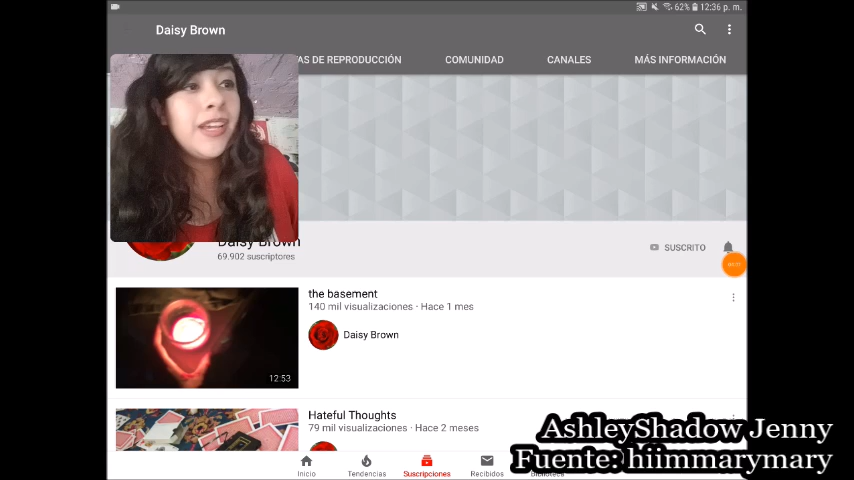 62% 12:36 p. m.
Daisy Brown
AS DE REPRODUCCIÓN COMUNIDAD CANALES MÁS INFORMACIÓN
Daisy Brown
69.902 suscriptores
SUSCRITO
the basement
140 mil visualizaciones · Hace 1 mes
Daisy Brown
12:53
Hateful Thoughts
79 mil visualizaciones · Hace 2 meses
AshleyShadow Jenny
Fuente: hiimmarymary
Inicio Tendencias Suscripciones Recibidos